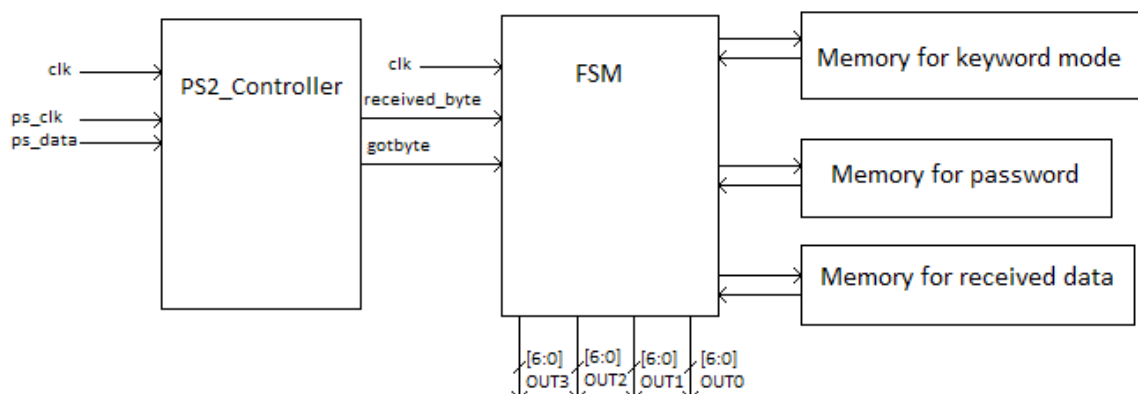 clk
ps_clk
ps_data
PS2_Controller
clk
received_byte
gotbyte
FSM
Memory for keyword mode
Memory for password
Memory for received data
[6:0]
OUT3
[6:0]
OUT2
[6:0]
OUT1
[6:0]
OUT0